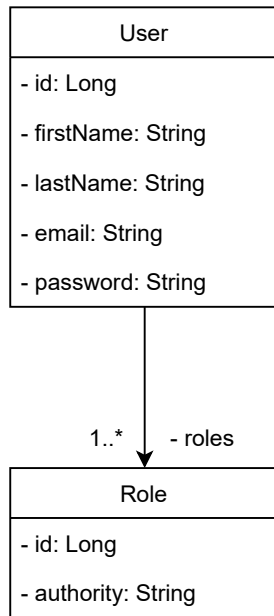 User
- id: Long
- firstName: String
- lastName: String
- email: String
- password: String
1..* - roles
Role
- id: Long
- authority: String